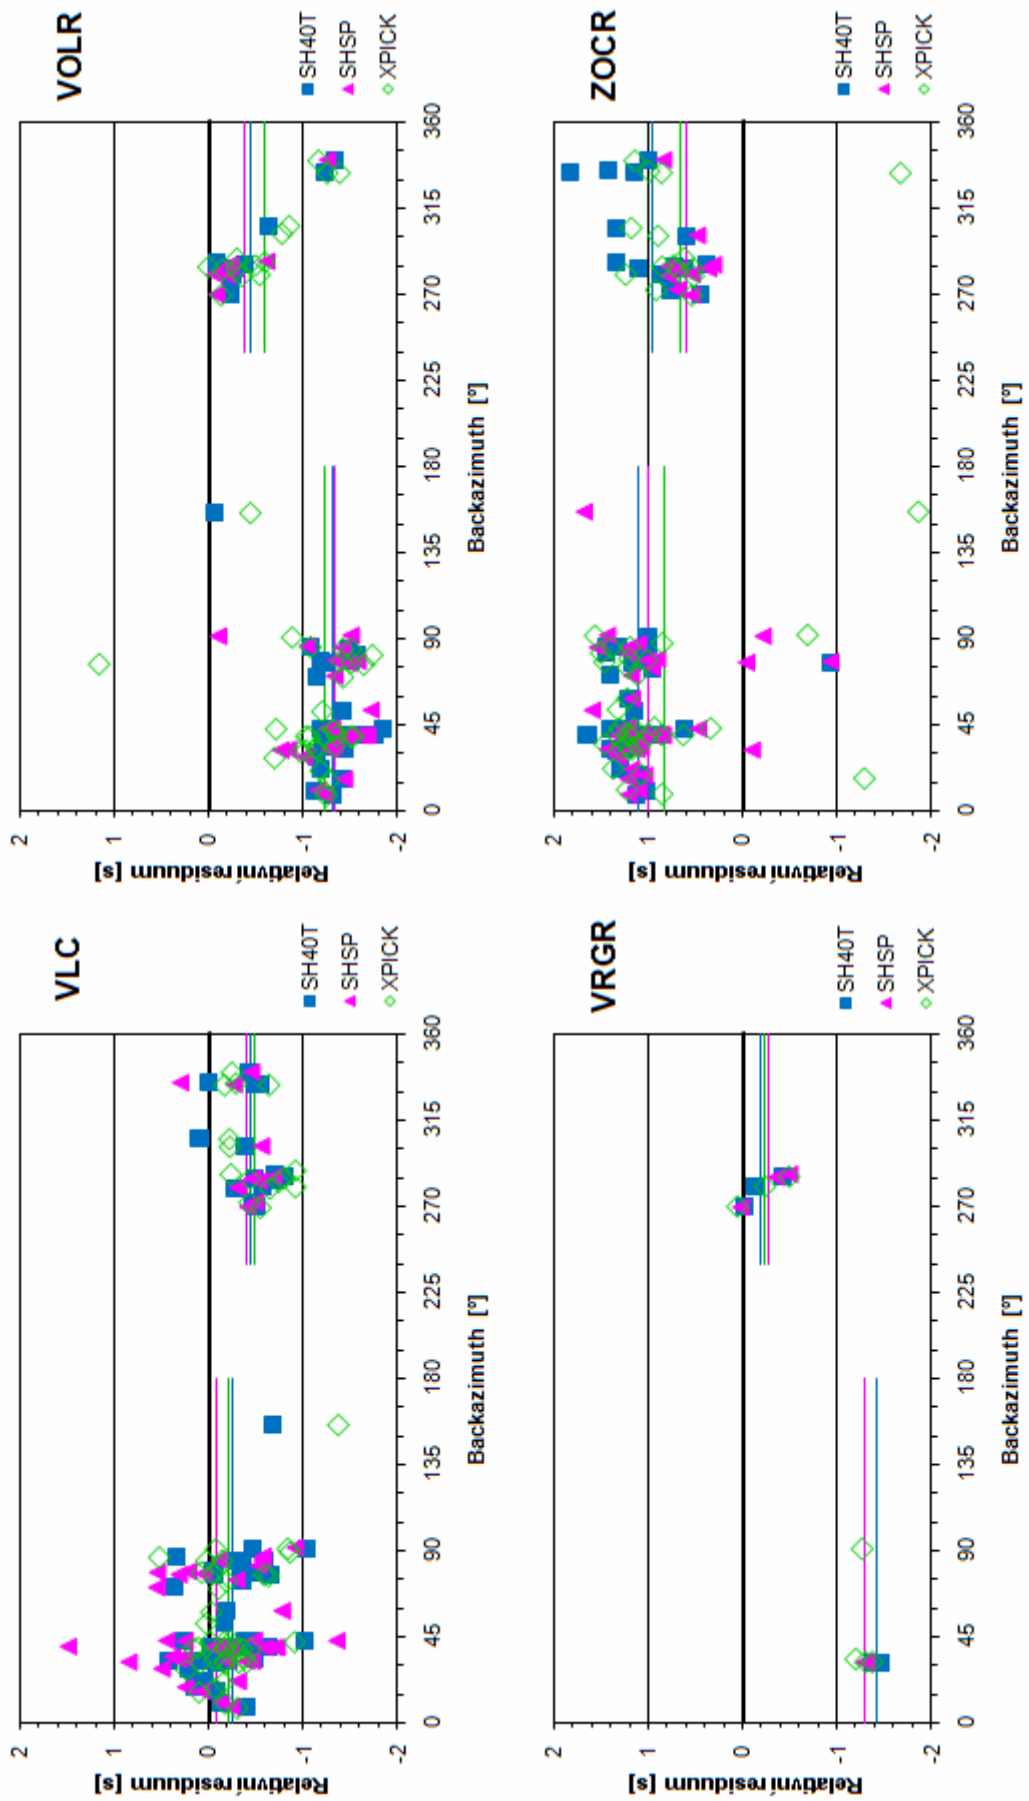 VLC
Relativní residuum [s]
2
1
0
-1
-2
0 45 90 135 180 225 270 315 360
Backazimuth [°]
SH40T
SHSP
XPICK
VOLR
Relativní residuum [s]
2
1
0
-1
-2
0 45 90 135 180 225 270 315 360
Backazimuth [°]
SH40T
SHSP
XPICK
VRGR
Relativní residuum [s]
2
1
0
-1
-2
0 45 90 135 180 225 270 315 360
Backazimuth [°]
SH40T
SHSP
XPICK
ZOCR
Relativní residuum [s]
2
1
0
-1
-2
0 45 90 135 180 225 270 315 360
Backazimuth [°]
SH40T
SHSP
XPICK